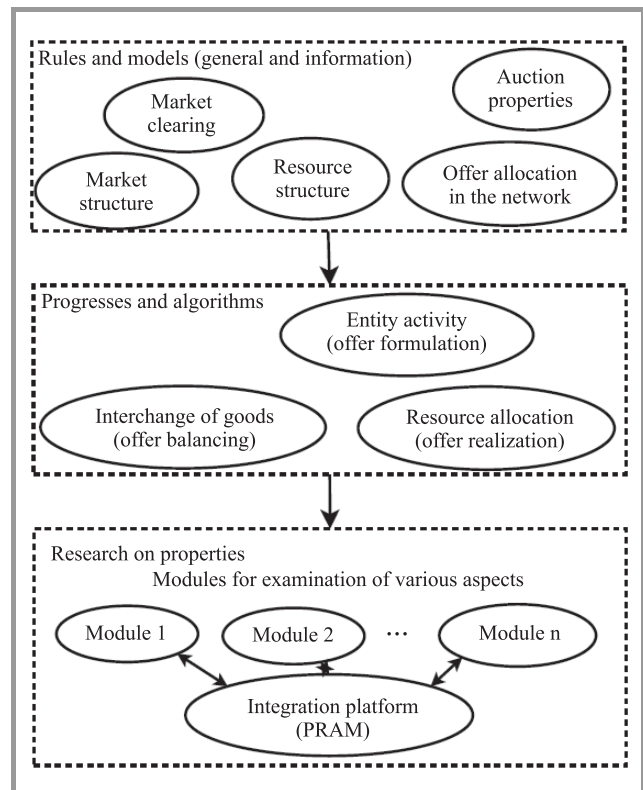 Rules and models (general and information)
Market
clearing
Auction
properties
Market
structure
Resource
structure
Offer allocation
in the network
Progresses and algorithms
Entity activity
(offer formulation)
Interchange of goods
(offer balancing)
Resource allocation
(offer realization)
Research on properties
Modules for examination of various aspects
Module 1
Module 2
...
Module n
Integration platform
(PRAM)